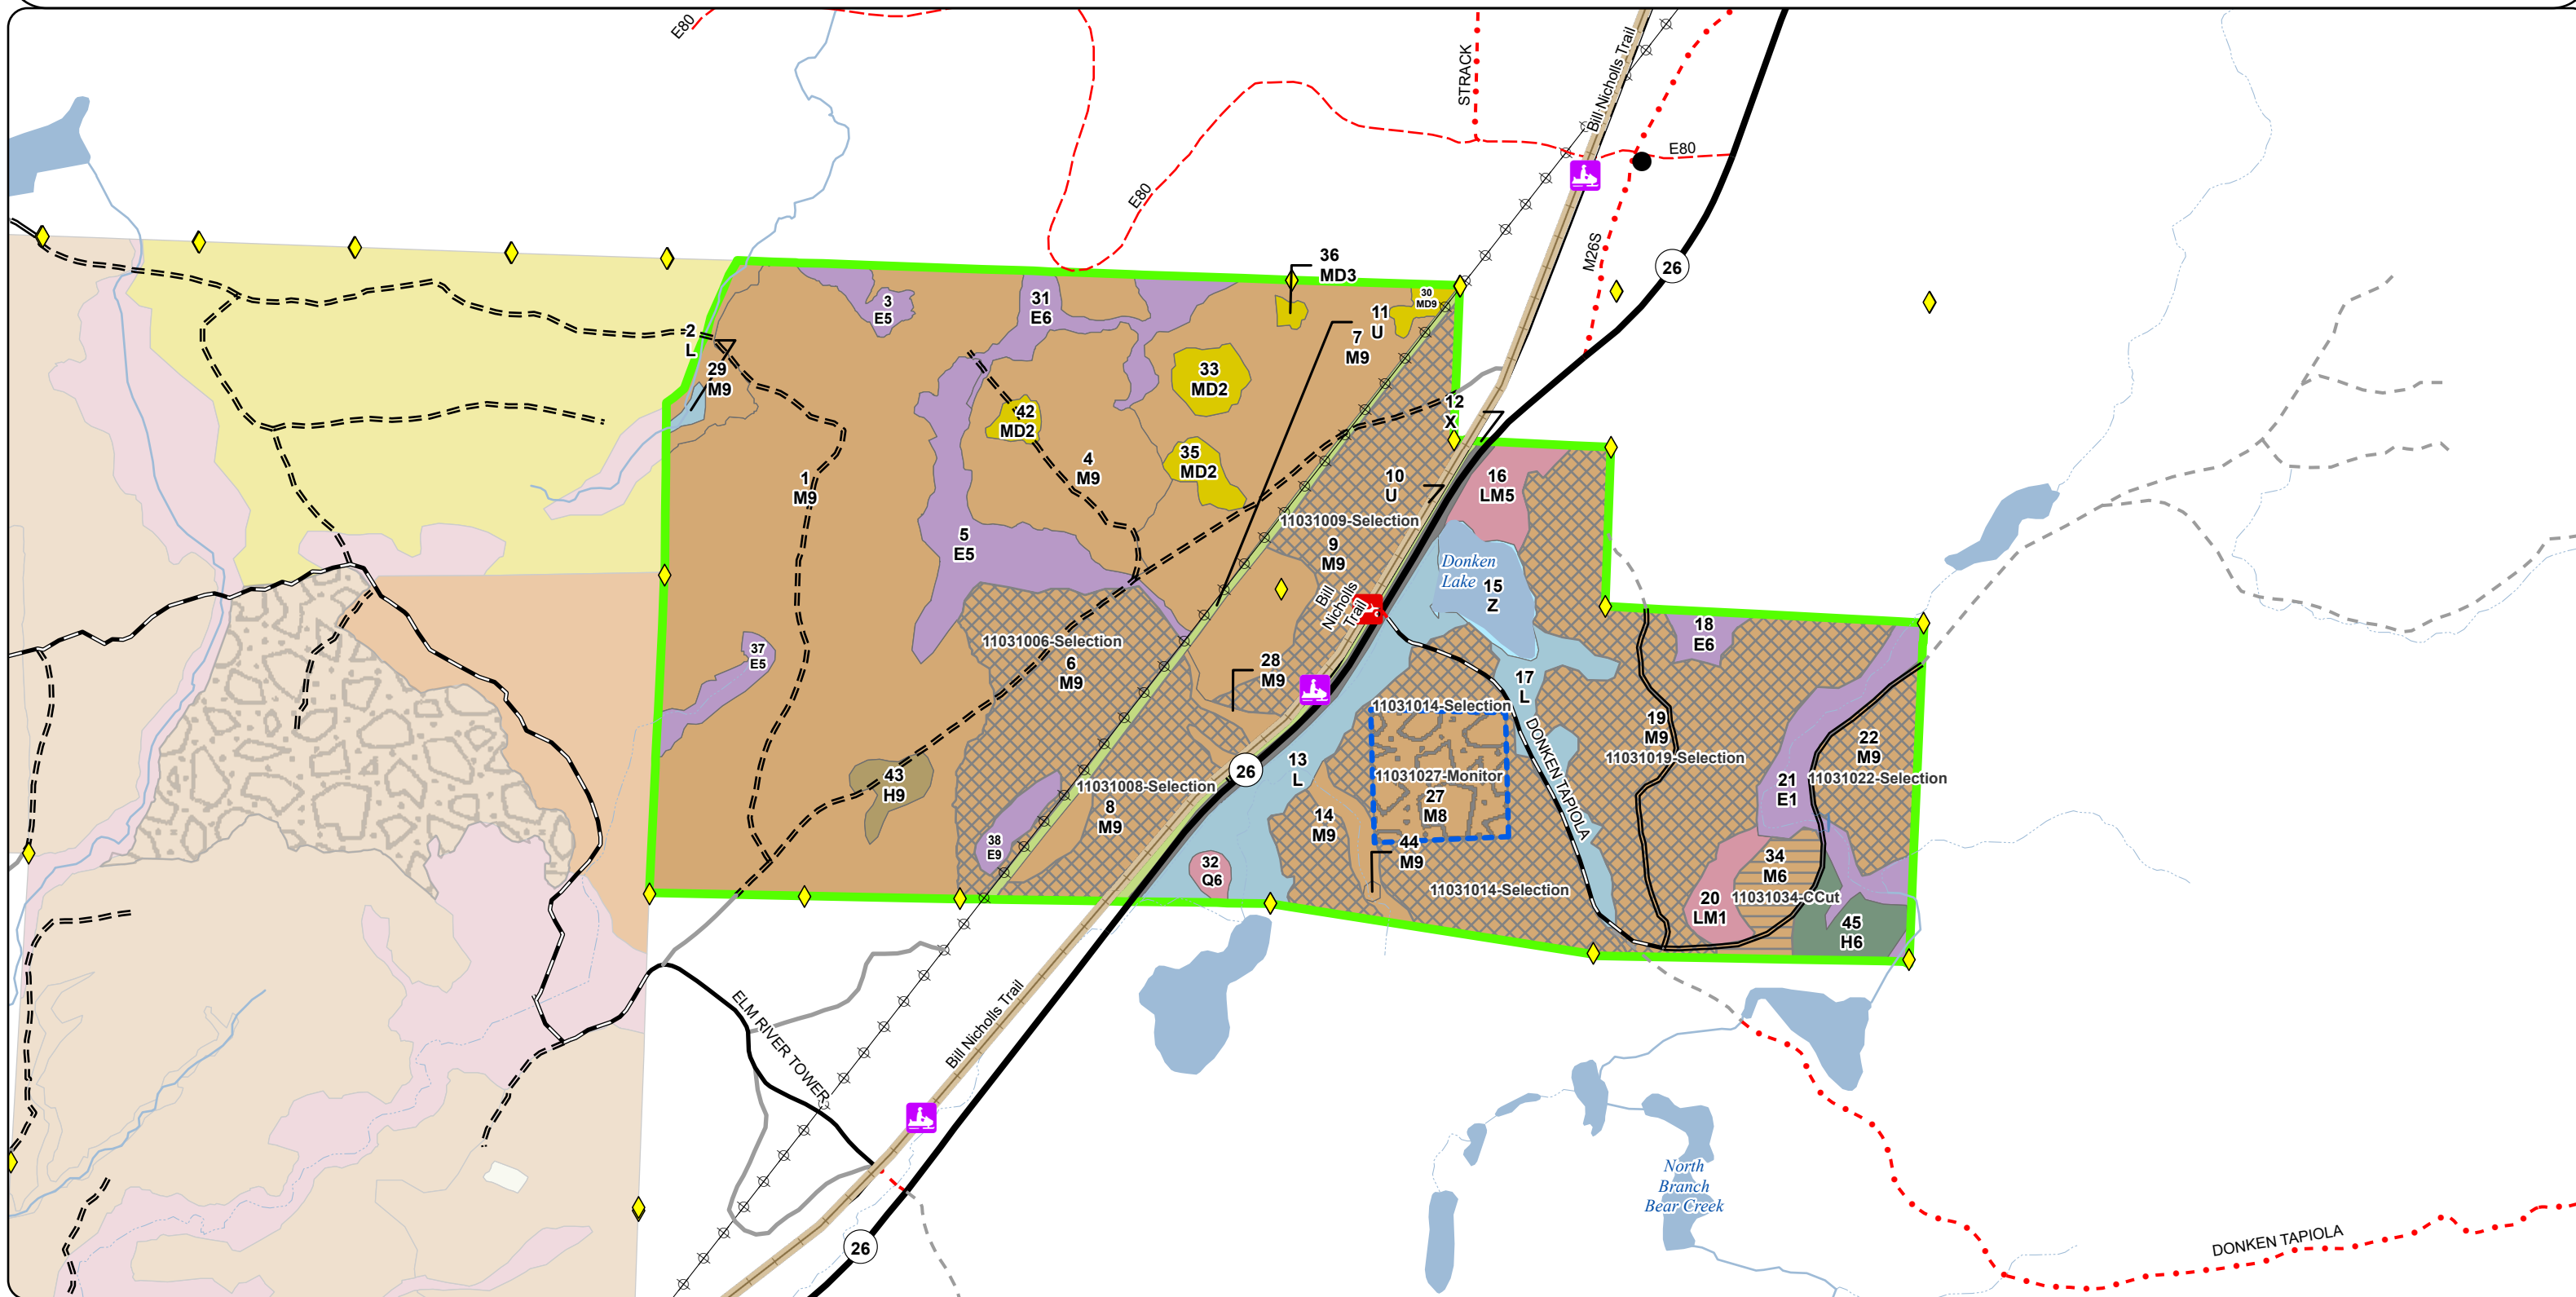 E80
STRACK
Bill Nicholls Trail
E80
E80
M26S
26
36
MD3
30
MD9
11
U
7
M9
3
E5
31
E6
2
L
29
M9
33
MD2
42
MD2
35
MD2
4
M9
1
M9
12
X
10
U
16
LM5
11031009-Selection
9
M9
5
E5
Donken
Lake
15
Z
Bill
Nicholls
Trail
18
E6
37
E5
11031006-Selection
6
M9
28
M9
17
L
11031014-Selection
19
M9
11031019-Selection
DONKEN TAPIOLA
22
M9
11031022-Selection
21
E1
13
L
26
11031027-Monitor
27
M8
43
H9
11031008-Selection
8
M9
14
M9
44
M9
38
E9
32
Q6
11031014-Selection
34
M6
11031034-CCut
20
LM1
45
H6
ELM RIVER TOWER
Bill Nicholls Trail
North
Branch
Bear Creek
26
DONKEN TAPIOLA